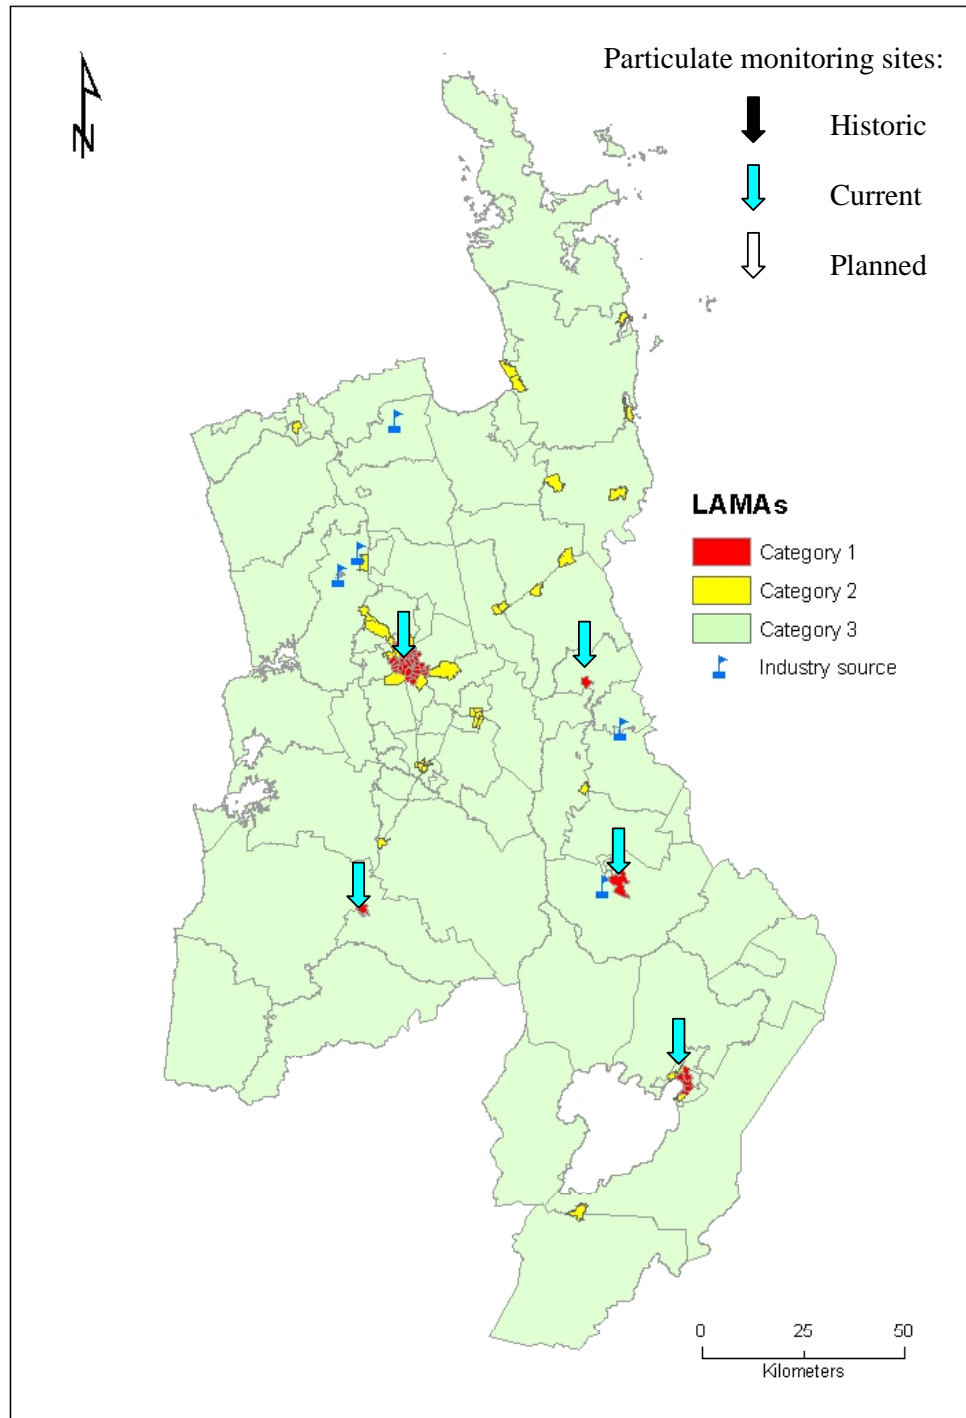 Particulate monitoring sites:
Historic
Current
Planned
N
LAMAs
Category 1
Category 2
Category 3
Industry source
0 25 50
Kilometers